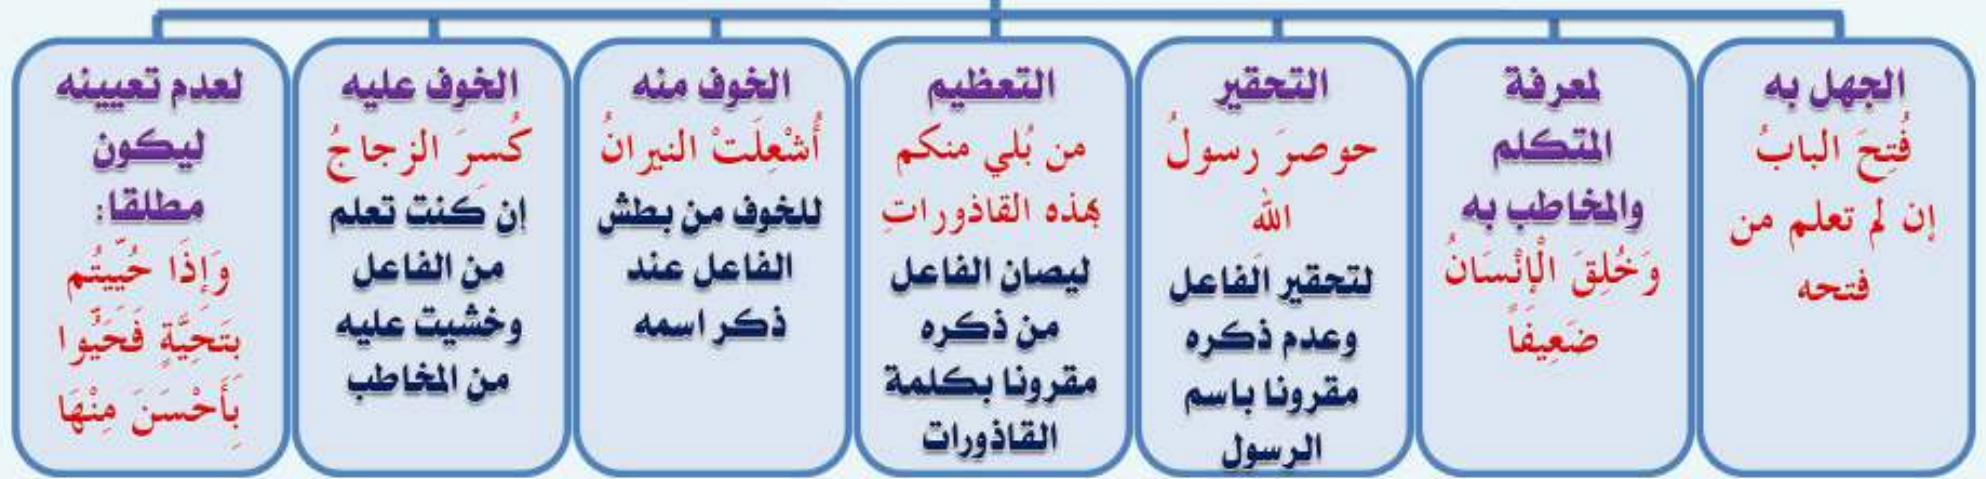 الجهل به
فُتِحَ البابُ
إن لم تعلم من
فتحه
لمعرفة
المتكلم
والمخاطب به
وَخُلِقَ الْإِنْسَانُ
ضَعِيفًا
التحقير
حوصرَ رسولُ
الله
لتحقير الفاعل
وعدم ذكره
مقرونا باسم
الرسول
التعظيم
من بُلي منكم
بهذه القاذوراتِ
ليصان الفاعل
من ذكره
مقرونا بكلمة
القاذورات
الخوف منه
أُشْعِلَتْ النيرانُ
للخوف من بطش
الفاعل عند
ذكر اسمه
الخوف عليه
كُسِرَ الزجاجُ
إن كنت تعلم
من الفاعل
وخشيت عليه
من المخاطب
لعدم تعيينه
ليكون
مطلقا:
وَإِذَا حُيِّيتُم
بِتَحِيَّةٍ فَحَيُّوا
بِأَحْسَنَ مِنْهَا